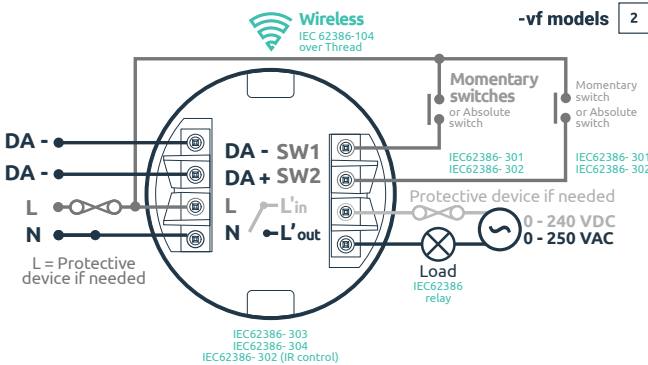 Wireless
IEC 62386-104
over Thread
-vf models 2
Momentary
switches
or Absolute
switch
Momentary
switch
or Absolute
switch
IEC62386- 301
IEC62386- 302
IEC62386- 301
IEC62386- 302
DA -
DA -
L
N
DA - SW1
DA + SW2
L L'in
N L'out
Protective device if needed
0 - 240 VDC
0 - 250 VAC
L = Protective
device if needed
Load
IEC62386
relay
IEC62386- 303
IEC62386- 304
IEC62386- 302 (IR control)